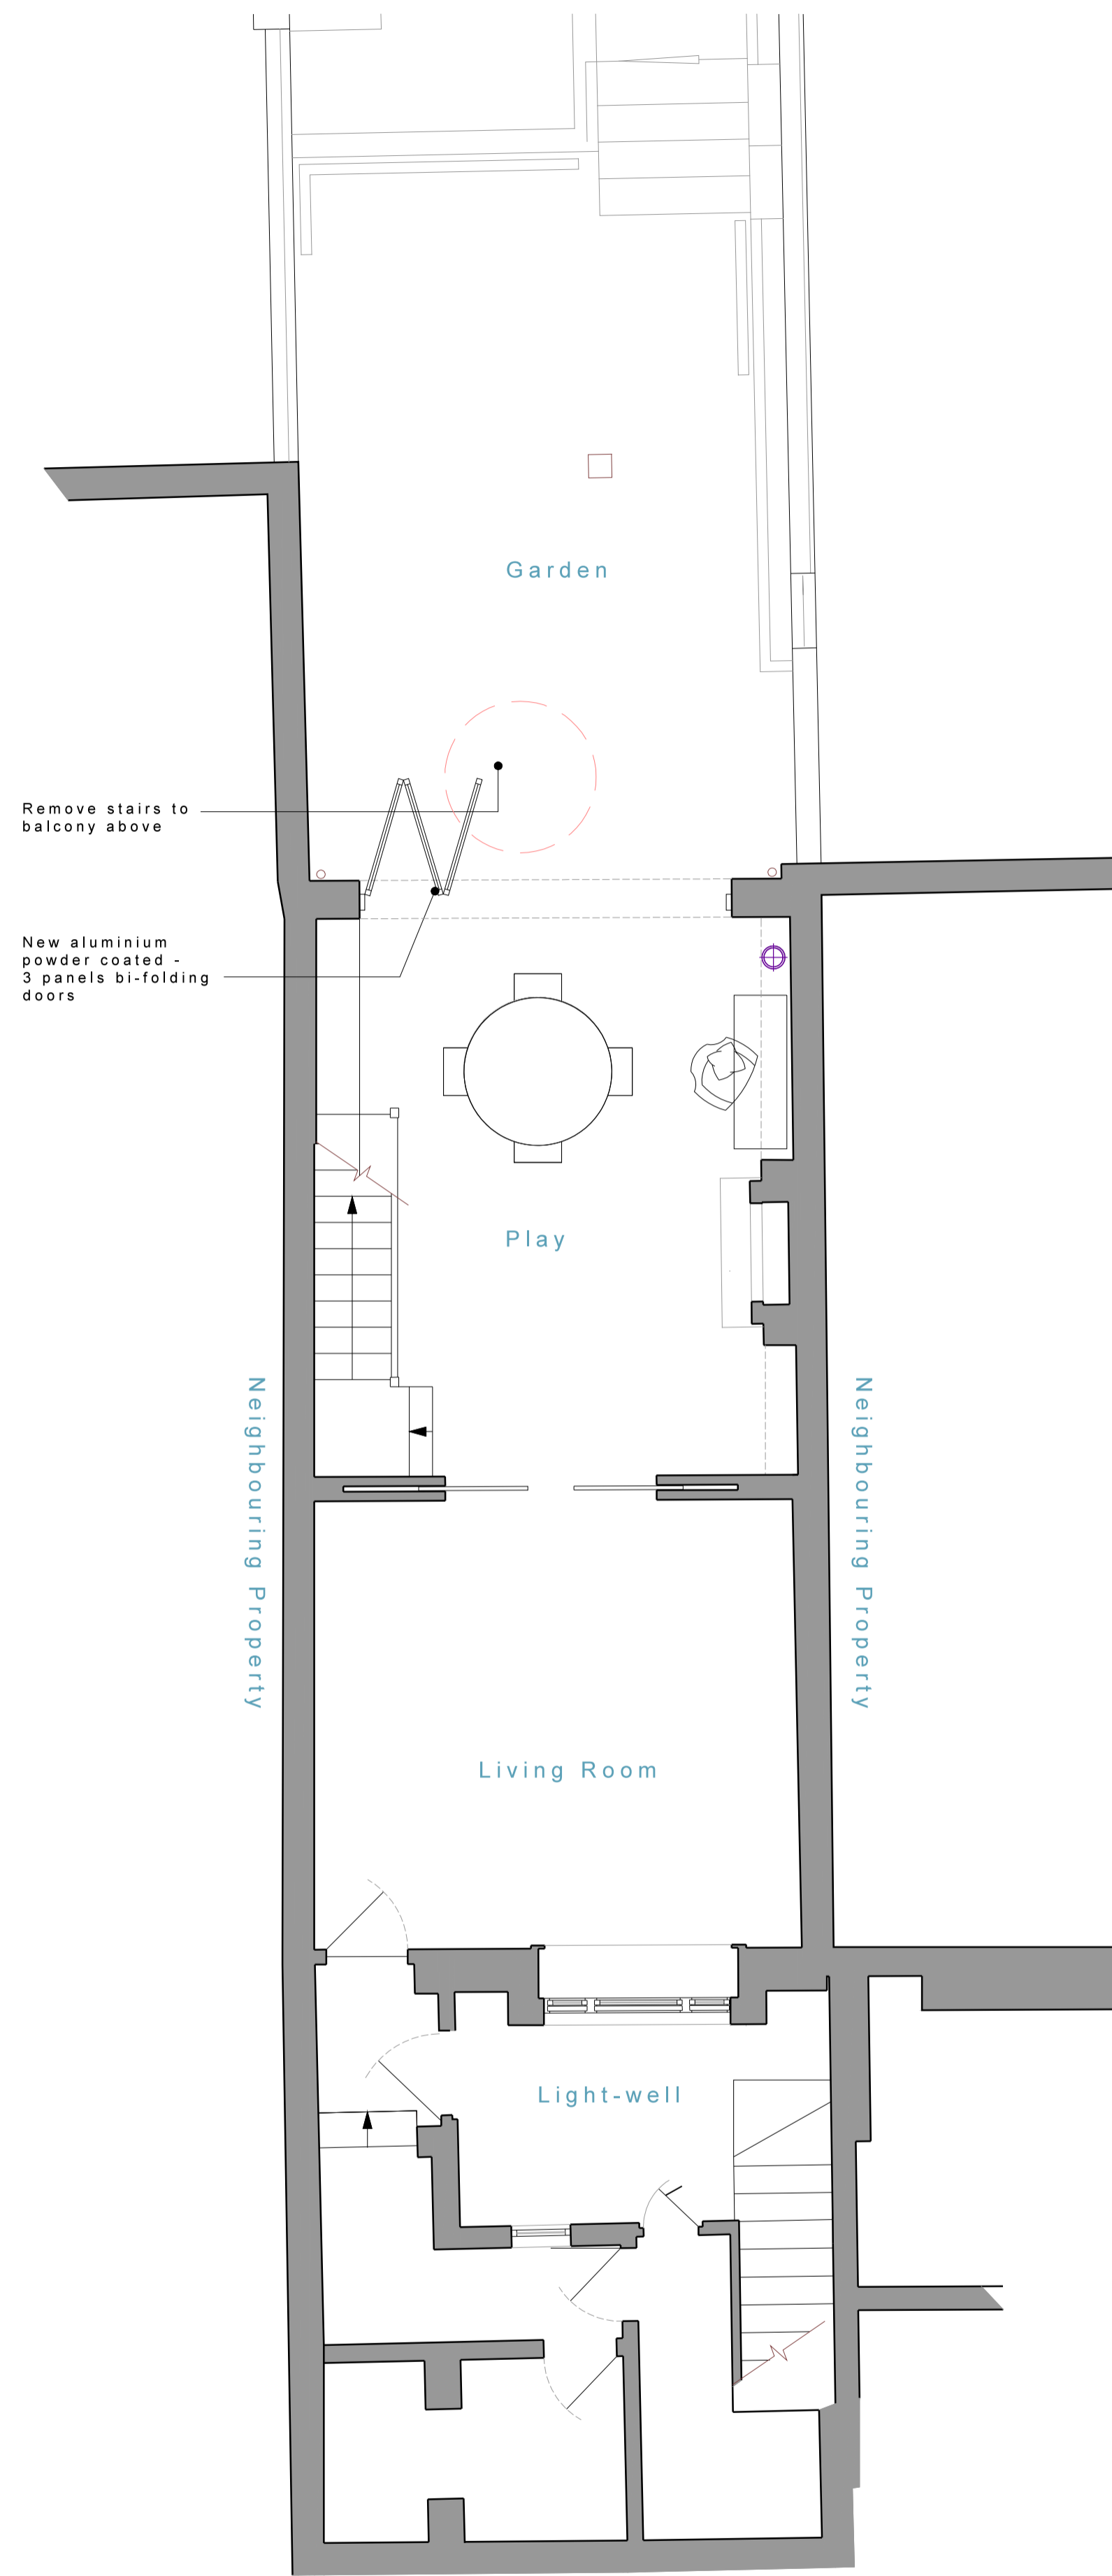 Garden
Remove stairs to
balcony above
New aluminium
powder coated -
3 panels bi-folding
doors
Play
Neighbouring Property
Neighbouring Property
Living Room
Light-well